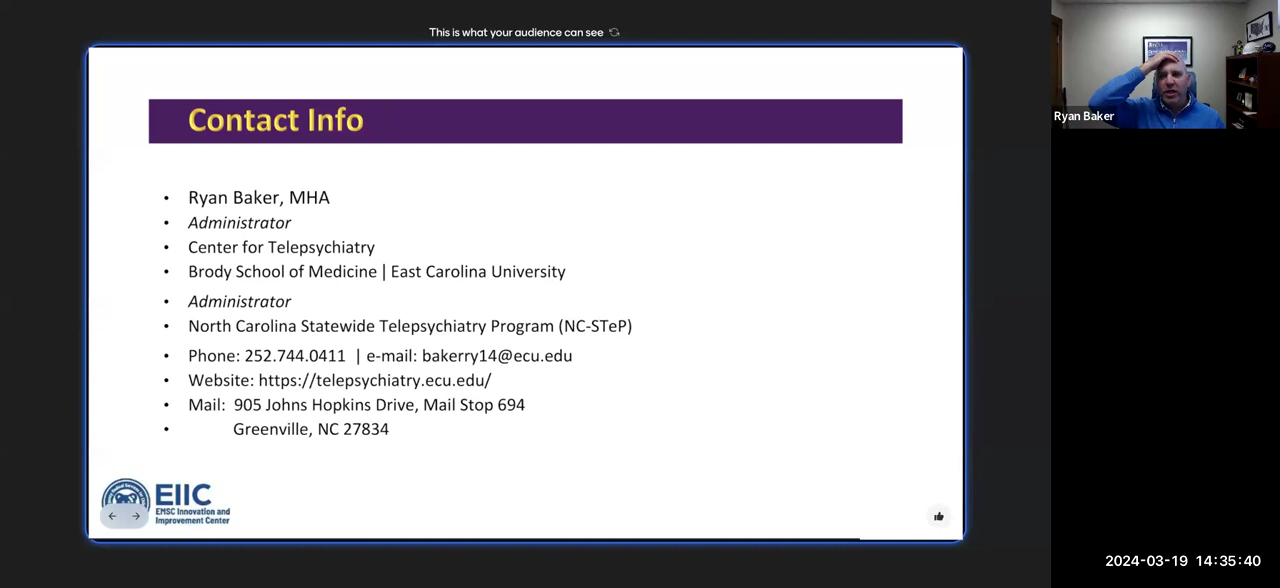 This is what your audience can see
Contact Info
• Ryan Baker, MHA
• Administrator
• Center for Telepsychiatry
• Brody School of Medicine | East Carolina University
• Administrator
• North Carolina Statewide Telepsychiatry Program (NC-STeP)
• Phone: 252.744.0411 | e-mail: bakerry14@ecu.edu
• Website: https://telepsychiatry.ecu.edu/
• Mail: 905 Johns Hopkins Drive, Mail Stop 694
• Greenville, NC 27834
EIIC
EMSC Innovation and
Improvement Center
Ryan Baker
2024-03-19 14:35:40